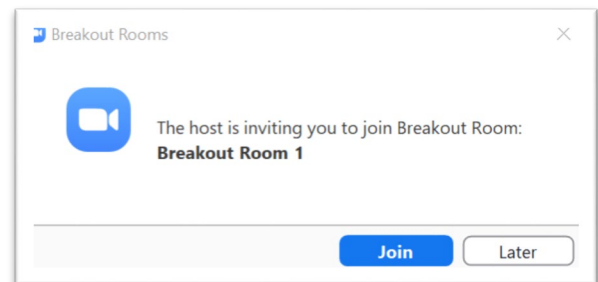 Breakout Rooms
The host is inviting you to join Breakout Room:
Breakout Room 1
Join
Later